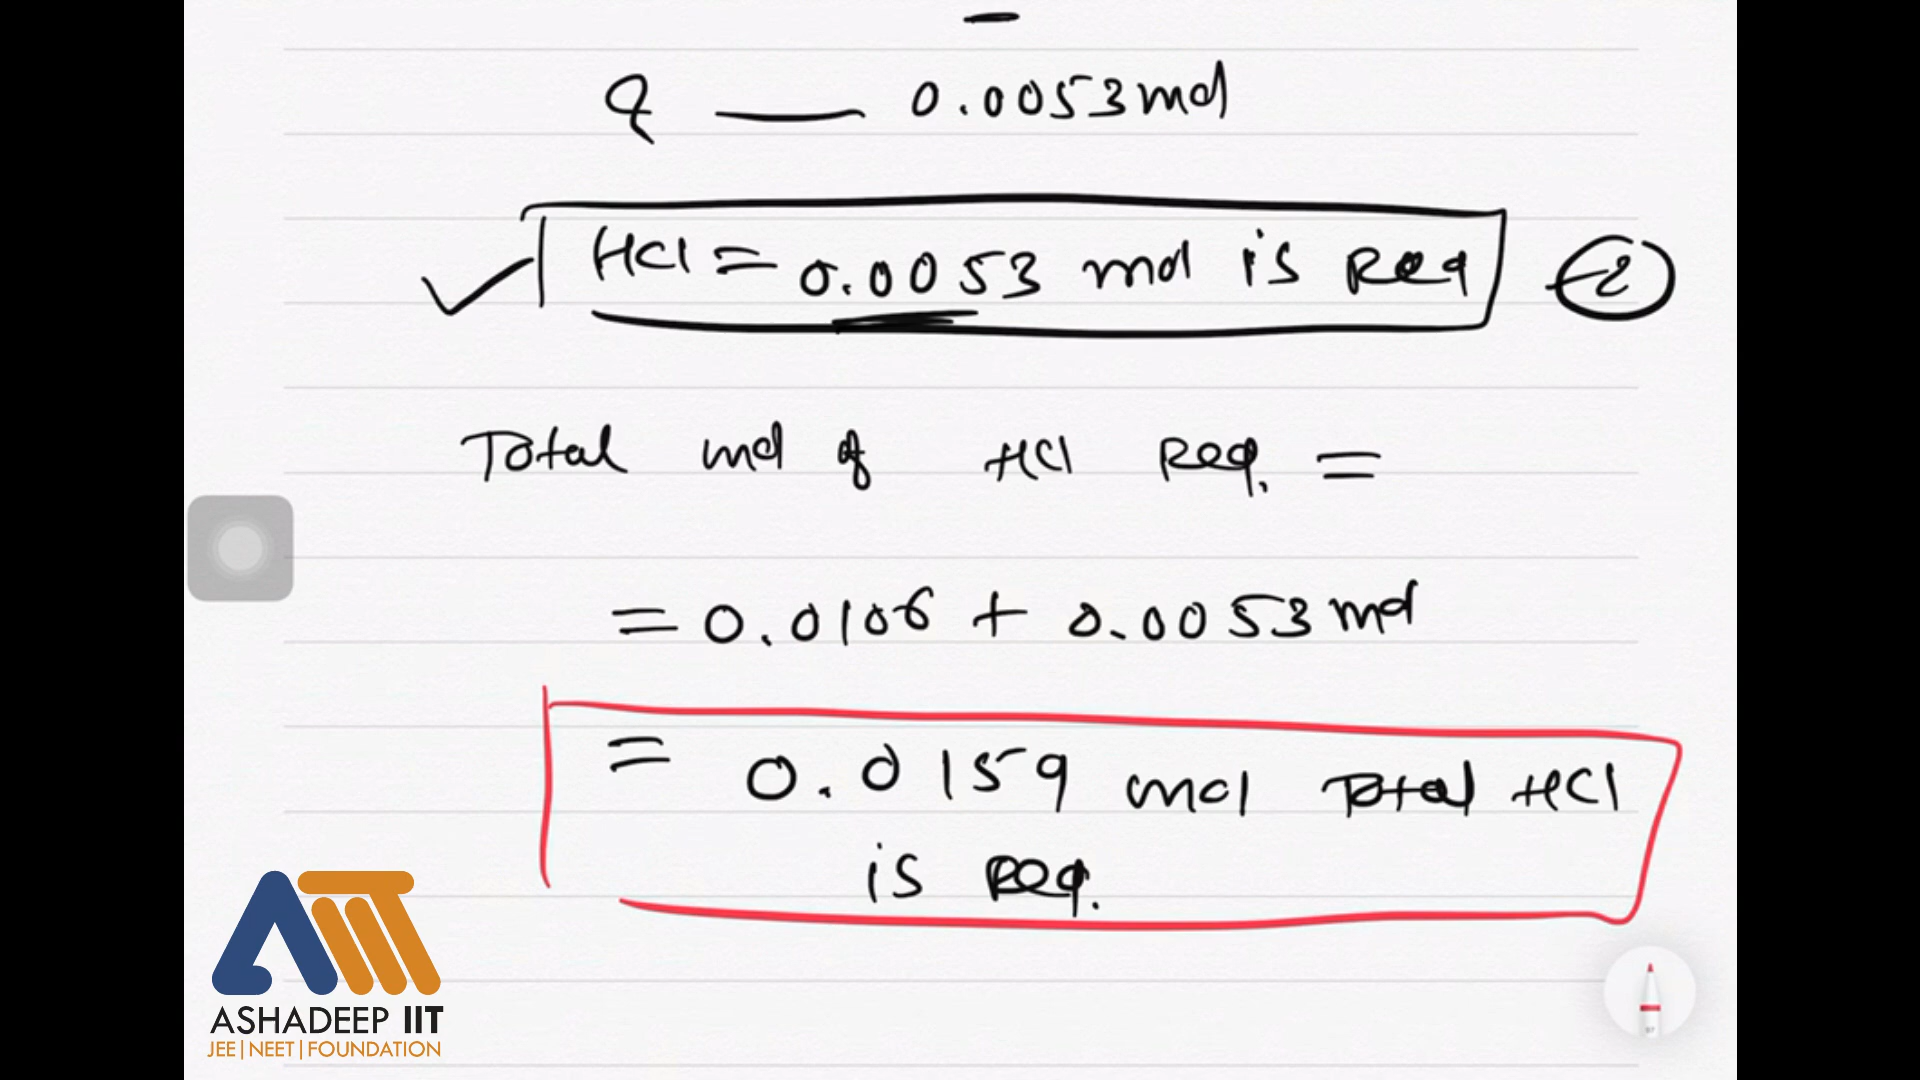 Q — 0.0053 mol
HCl = 0.0053 mol is Req -2
Total mol of HCl Req. =
= 0.0106 + 0.0053 mol
= 0.0159 mol Total HCl
is Req.
ASHADEEP IIT
JEE | NEET | FOUNDATION